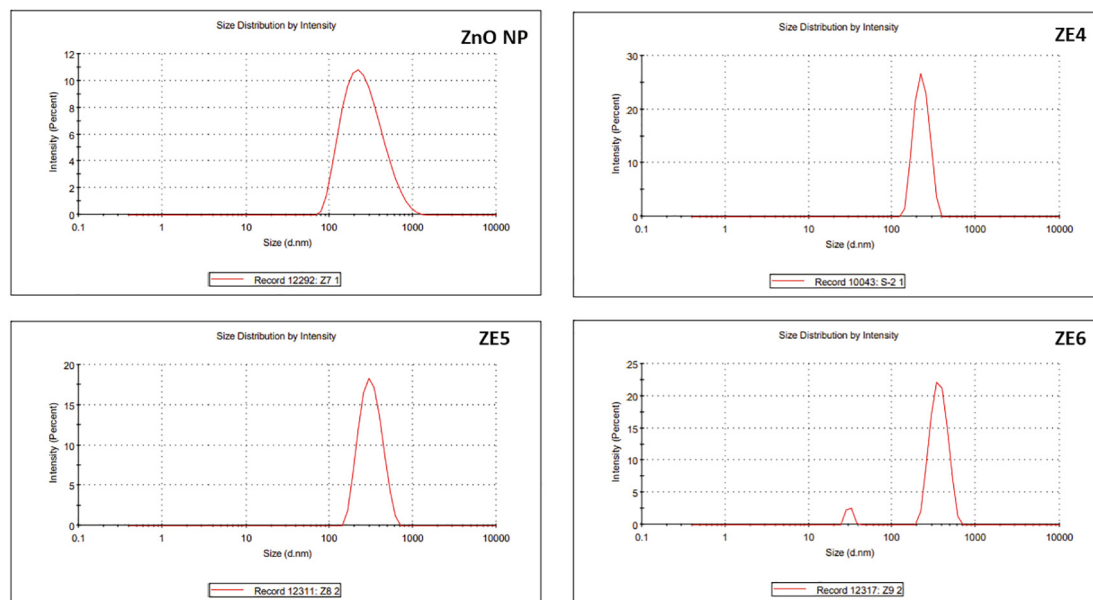 Size Distribution by Intensity
ZnO NP
12
10
8
6
4
2
0
Intensity (Percent)
0.1 1 10 100 1000 10000
Size (d.nm)
Record 12292: Z7 1
Size Distribution by Intensity
ZE4
30
20
10
0
Intensity (Percent)
0.1 1 10 100 1000 10000
Size (d.nm)
Record 10043: S-2 1
Size Distribution by Intensity
ZE5
20
15
10
5
0
Intensity (Percent)
0.1 1 10 100 1000 10000
Size (d.nm)
Record 12311: Z8 2
Size Distribution by Intensity
ZE6
25
20
15
10
5
0
Intensity (Percent)
0.1 1 10 100 1000 10000
Size (d.nm)
Record 12317: Z9 2